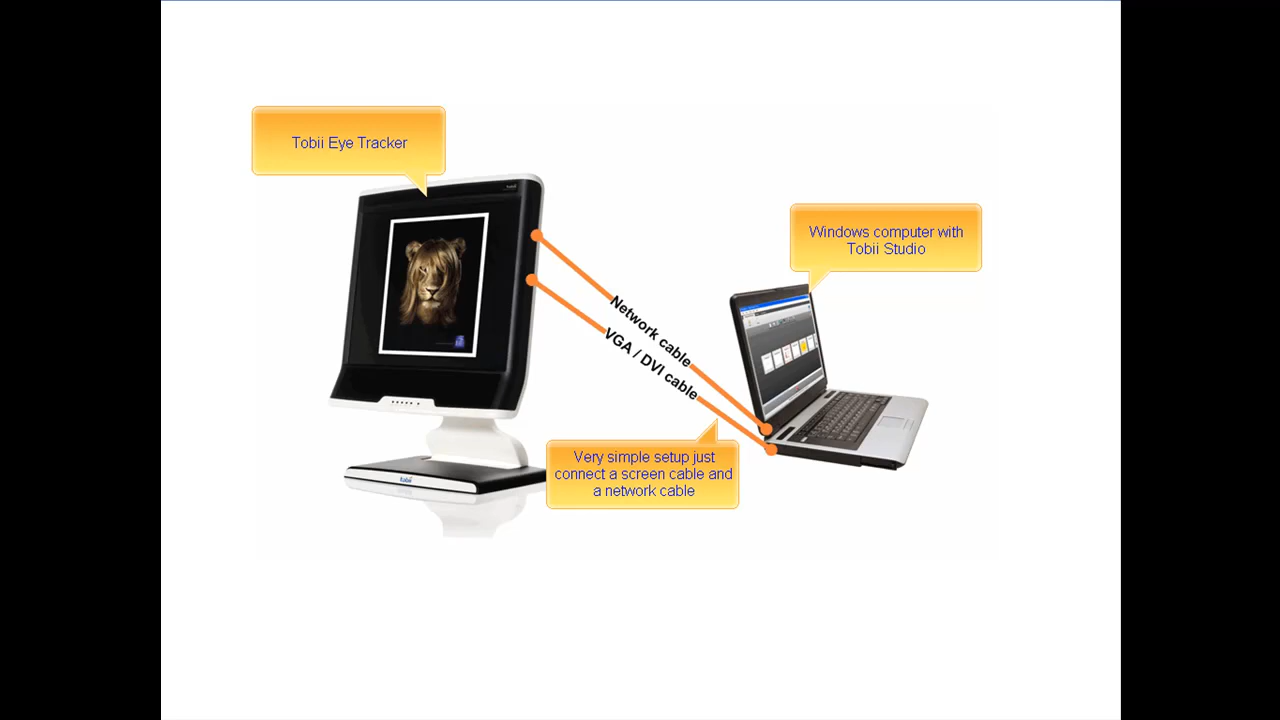 Tobii Eye Tracker
Windows computer with
Tobii Studio
Network cable
VGA / DVI cable
Very simple setup just
connect a screen cable and
a network cable
tobii